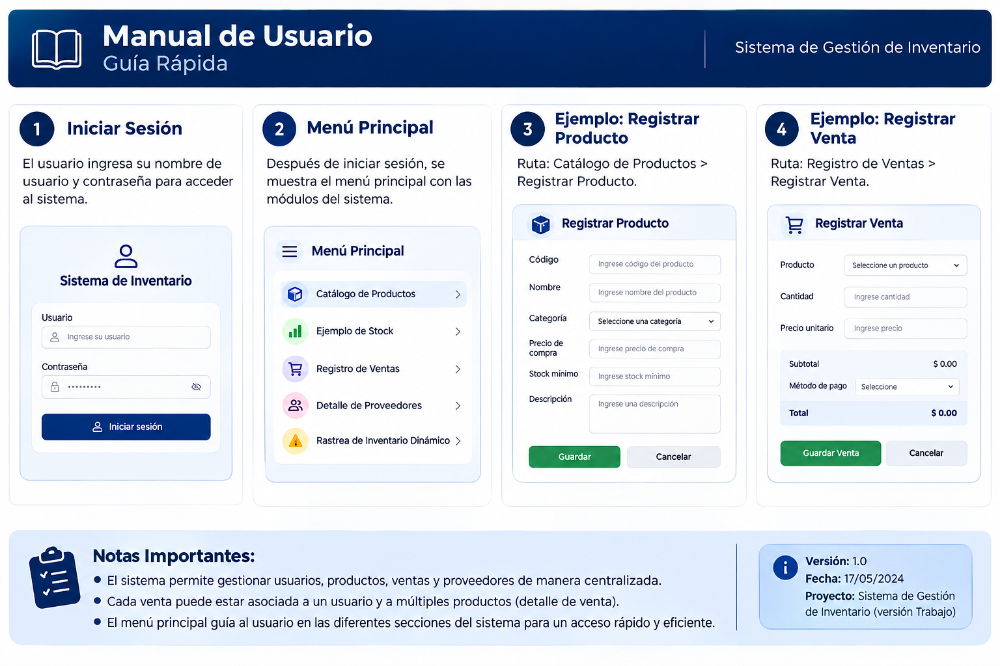 Manual de Usuario
Guía Rápida
Sistema de Gestión de Inventario
1
Iniciar Sesión
El usuario ingresa su nombre de
usuario y contraseña para acceder
al sistema.
Sistema de Inventario
Usuario
Ingrese su usuario
Contraseña
•••••••••
Iniciar sesión
2
Menú Principal
Después de iniciar sesión, se
muestra el menú principal con las
módulos del sistema.
Menú Principal
Catálogo de Productos
Ejemplo de Stock
Registro de Ventas
Detalle de Proveedores
Rastrea de Inventario Dinámico
3
Ejemplo: Registrar
Producto
Ruta: Catálogo de Productos >
Registrar Producto.
Registrar Producto
Código
Ingrese código del producto
Nombre
Ingrese nombre del producto
Categoría
Seleccione una categoría
Precio de
compra
Ingrese precio de compra
Stock mínimo
Ingrese stock mínimo
Descripción
Ingrese una descripción
Guardar
Cancelar
4
Ejemplo: Registrar
Venta
Ruta: Registro de Ventas >
Registrar Venta.
Registrar Venta
Producto
Seleccione un producto
Cantidad
Ingrese cantidad
Precio unitario
Ingrese precio
Subtotal
$ 0.00
Método de pago
Seleccione
Total
$ 0.00
Guardar Venta
Cancelar
Notas Importantes:
• El sistema permite gestionar usuarios, productos, ventas y proveedores de manera centralizada.
• Cada venta puede estar asociada a un usuario y a múltiples productos (detalle de venta).
• El menú principal guía al usuario en las diferentes secciones del sistema para un acceso rápido y eficiente.
i
Versión: 1.0
Fecha: 17/05/2024
Proyecto: Sistema de Gestión
de Inventario (versión Trabajo)